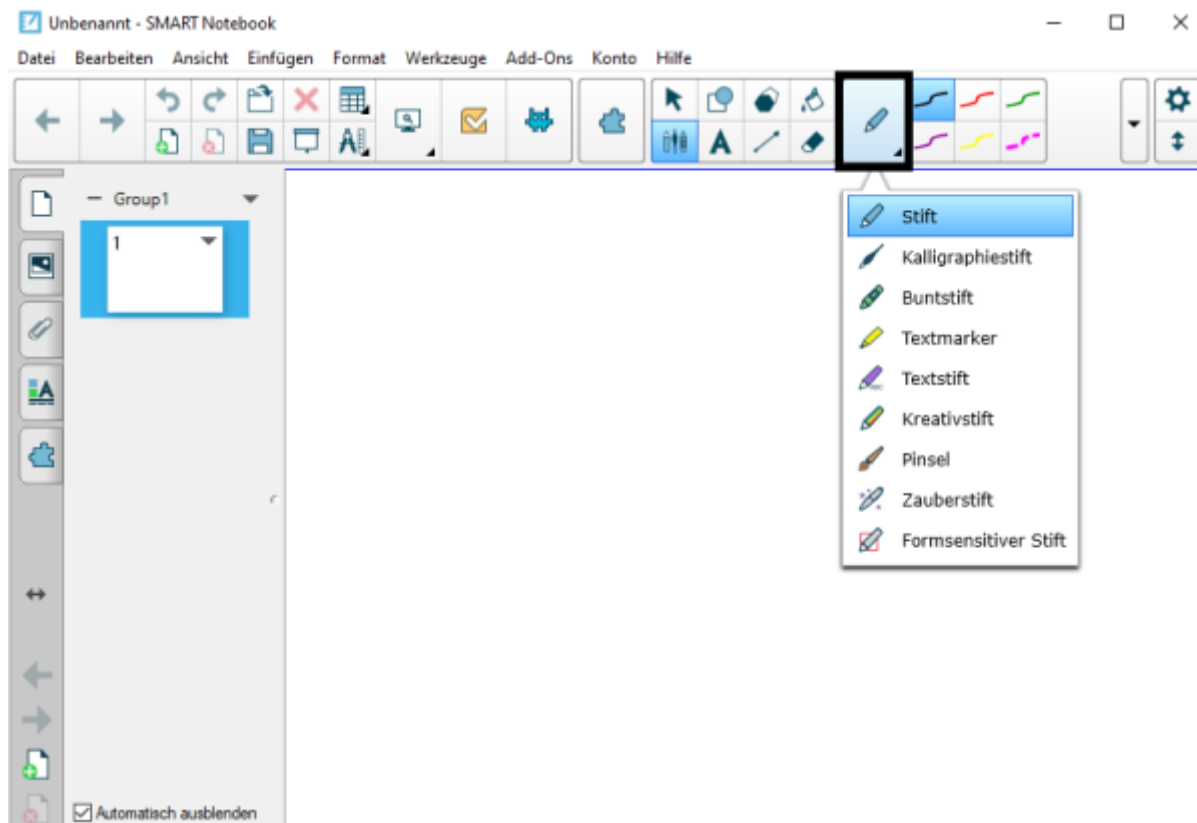 Unbenannt - SMART Notebook
Datei Bearbeiten Ansicht Einfügen Format Werkzeuge Add-Ons Konto Hilfe
Group1
1
Stift
Kalligraphiestift
Buntstift
Textmarker
Textstift
Kreativstift
Pinsel
Zauberstift
Formsensitiver Stift
Automatisch ausblenden